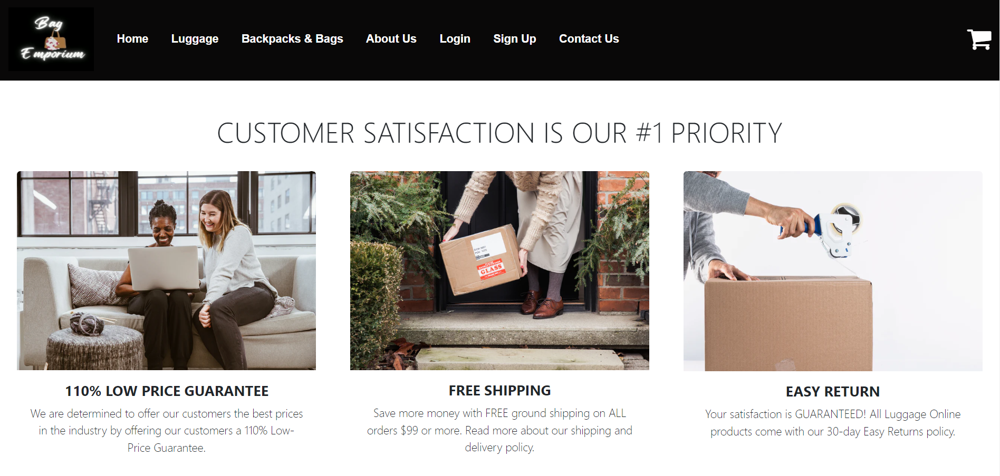 Bag
Emporium
Home Luggage Backpacks & Bags About Us Login Sign Up Contact Us
CUSTOMER SATISFACTION IS OUR #1 PRIORITY
GLASS
110% LOW PRICE GUARANTEE
We are determined to offer our customers the best prices
in the industry by offering our customers a 110% Low-
Price Guarantee.
FREE SHIPPING
Save more money with FREE ground shipping on ALL
orders $99 or more. Read more about our shipping and
delivery policy.
EASY RETURN
Your satisfaction is GUARANTEED! All Luggage Online
products come with our 30-day Easy Returns policy.